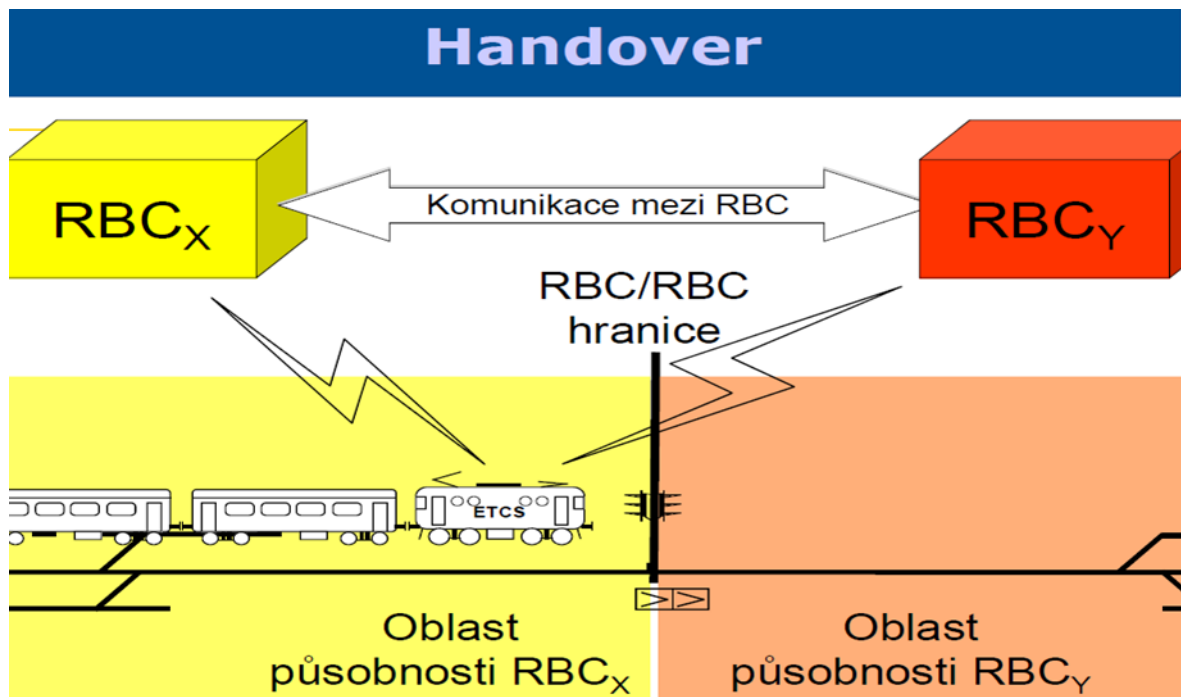 Handover
RBCX
Komunikace mezi RBC
RBCY
RBC/RBC
hranice
ETCS
Oblast
působnosti RBCX
Oblast
působnosti RBCY